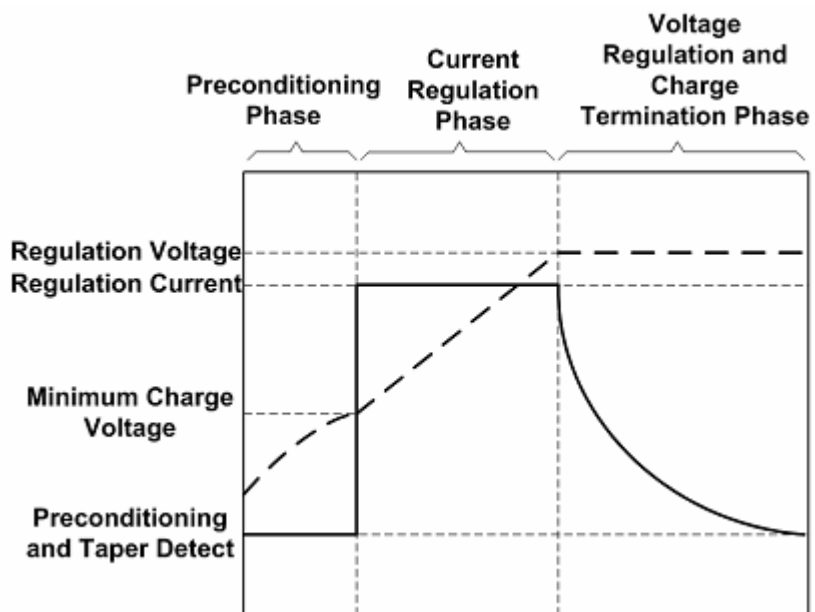 Preconditioning
Phase
Current
Regulation
Phase
Voltage
Regulation and
Charge
Termination Phase
Regulation Voltage
Regulation Current
Minimum Charge
Voltage
Preconditioning
and Taper Detect